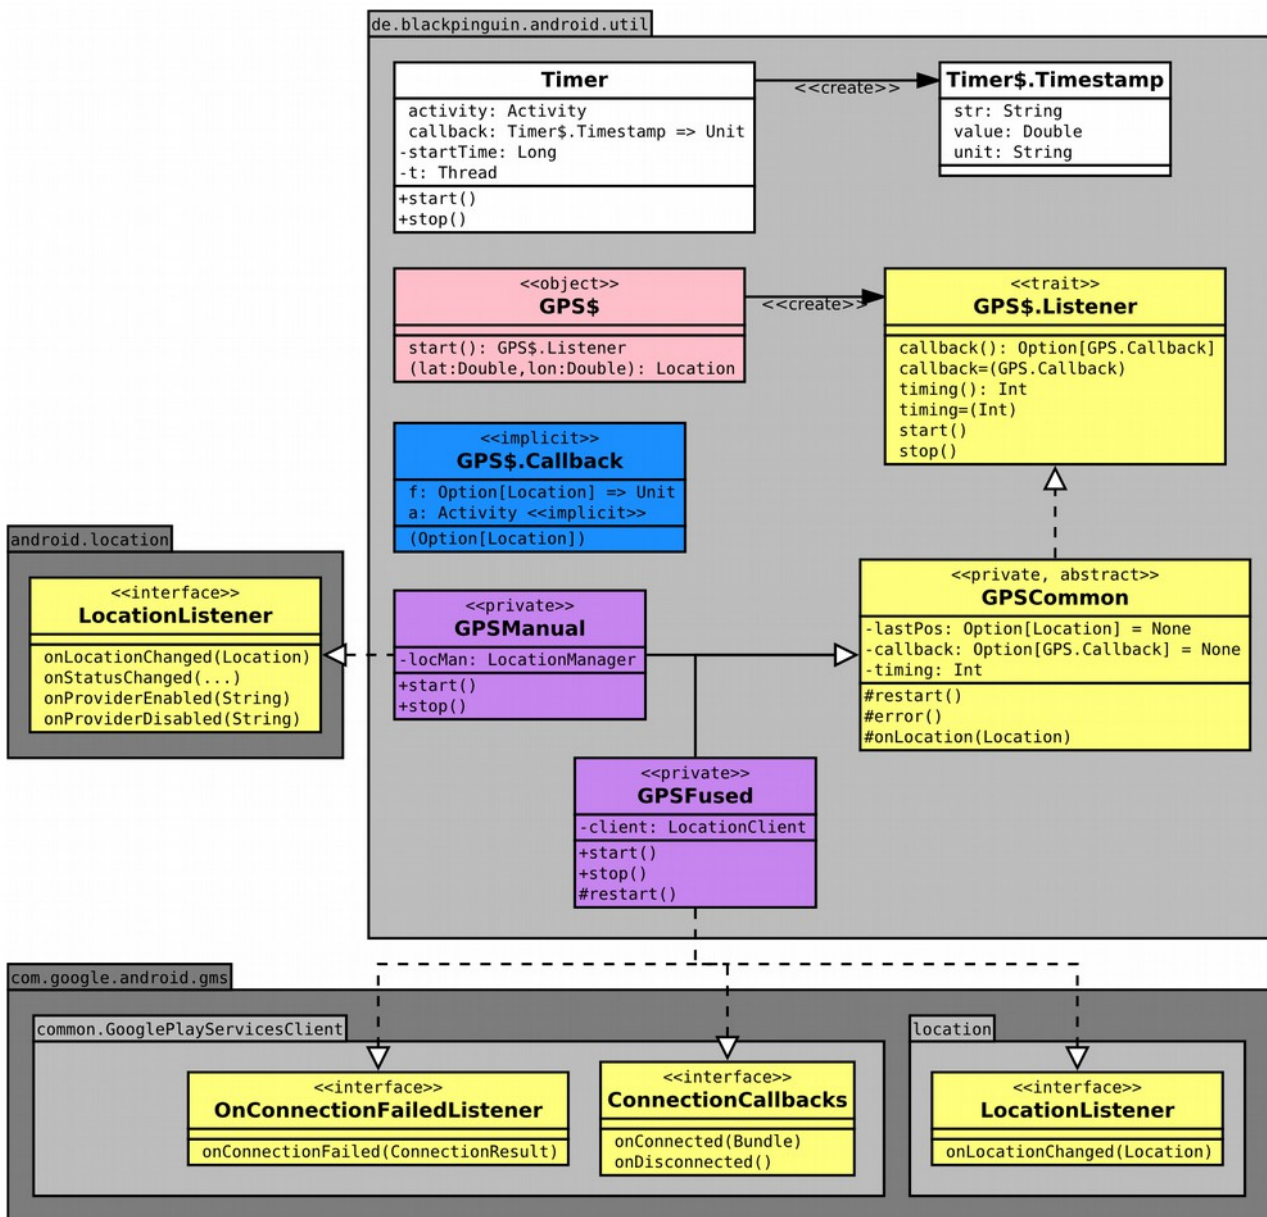 de.blackpinguin.android.util
Timer
activity: Activity
callback: Timer$.Timestamp => Unit
-startTime: Long
-t: Thread
+start()
+stop()
<<create>>
Timer$.Timestamp
str: String
value: Double
unit: String
<<object>>
GPS$
start(): GPS$.Listener
(lat:Double,lon:Double): Location
<<create>>
<<trait>>
GPS$.Listener
callback(): Option[GPS.Callback]
callback=(GPS.Callback)
timing(): Int
timing=(Int)
start()
stop()
<<implicit>>
GPS$.Callback
f: Option[Location] => Unit
a: Activity <<implicit>>
(Option[Location])
android.location
<<interface>>
LocationListener
onLocationChanged(Location)
onStatusChanged(...)
onProviderEnabled(String)
onProviderDisabled(String)
<<private>>
GPSManual
-locMan: LocationManager
+start()
+stop()
<<private, abstract>>
GPSCommon
-lastPos: Option[Location] = None
-callback: Option[GPS.Callback] = None
-timing: Int
#restart()
#error()
#onLocation(Location)
<<private>>
GPSFused
-client: LocationClient
+start()
+stop()
#restart()
com.google.android.gms
common.GooglePlayServicesClient
<<interface>>
OnConnectionFailedListener
onConnectionFailed(ConnectionResult)
<<interface>>
ConnectionCallbacks
onConnected(Bundle)
onDisconnected()
location
<<interface>>
LocationListener
onLocationChanged(Location)